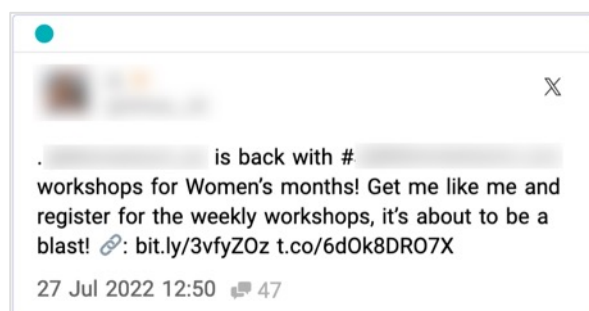 . is back with #
workshops for Women's months! Get me like me and
register for the weekly workshops, it's about to be a
blast! 🔗: bit.ly/3vfyZOz t.co/6dOk8DRO7X
27 Jul 2022 12:50 47